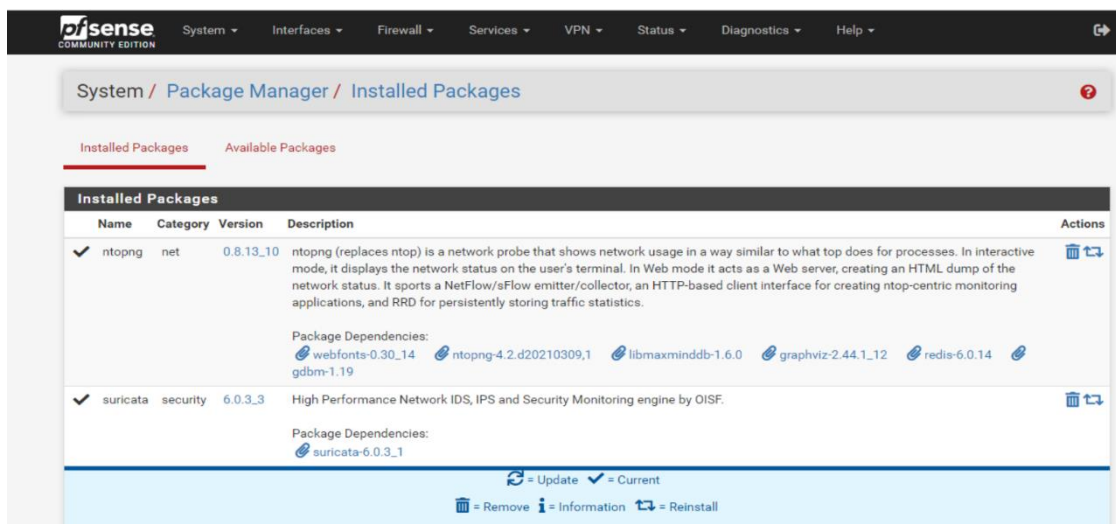 pfsense System Interfaces Firewall Services VPN Status Diagnostics Help
COMMUNITY EDITION
System / Package Manager / Installed Packages
Installed Packages Available Packages
Installed Packages
Name Category Version Description Actions
ntopng net 0.8.13_10 ntopng (replaces ntop) is a network probe that shows network usage in a way similar to what top does for processes. In interactive
mode, it displays the network status on the user's terminal. In Web mode it acts as a Web server, creating an HTML dump of the
network status. It sports a NetFlow/sFlow emitter/collector, an HTTP-based client interface for creating ntop-centric monitoring
applications, and RRD for persistently storing traffic statistics.
Package Dependencies:
webfonts-0.30_14 ntopng-4.2.d20210309,1 libmaxminddb-1.6.0 graphviz-2.44.1_12 redis-6.0.14
gdbm-1.19
suricata security 6.0.3_3 High Performance Network IDS, IPS and Security Monitoring engine by OISF.
Package Dependencies:
suricata-6.0.3_1
= Update = Current
= Remove = Information = Reinstall